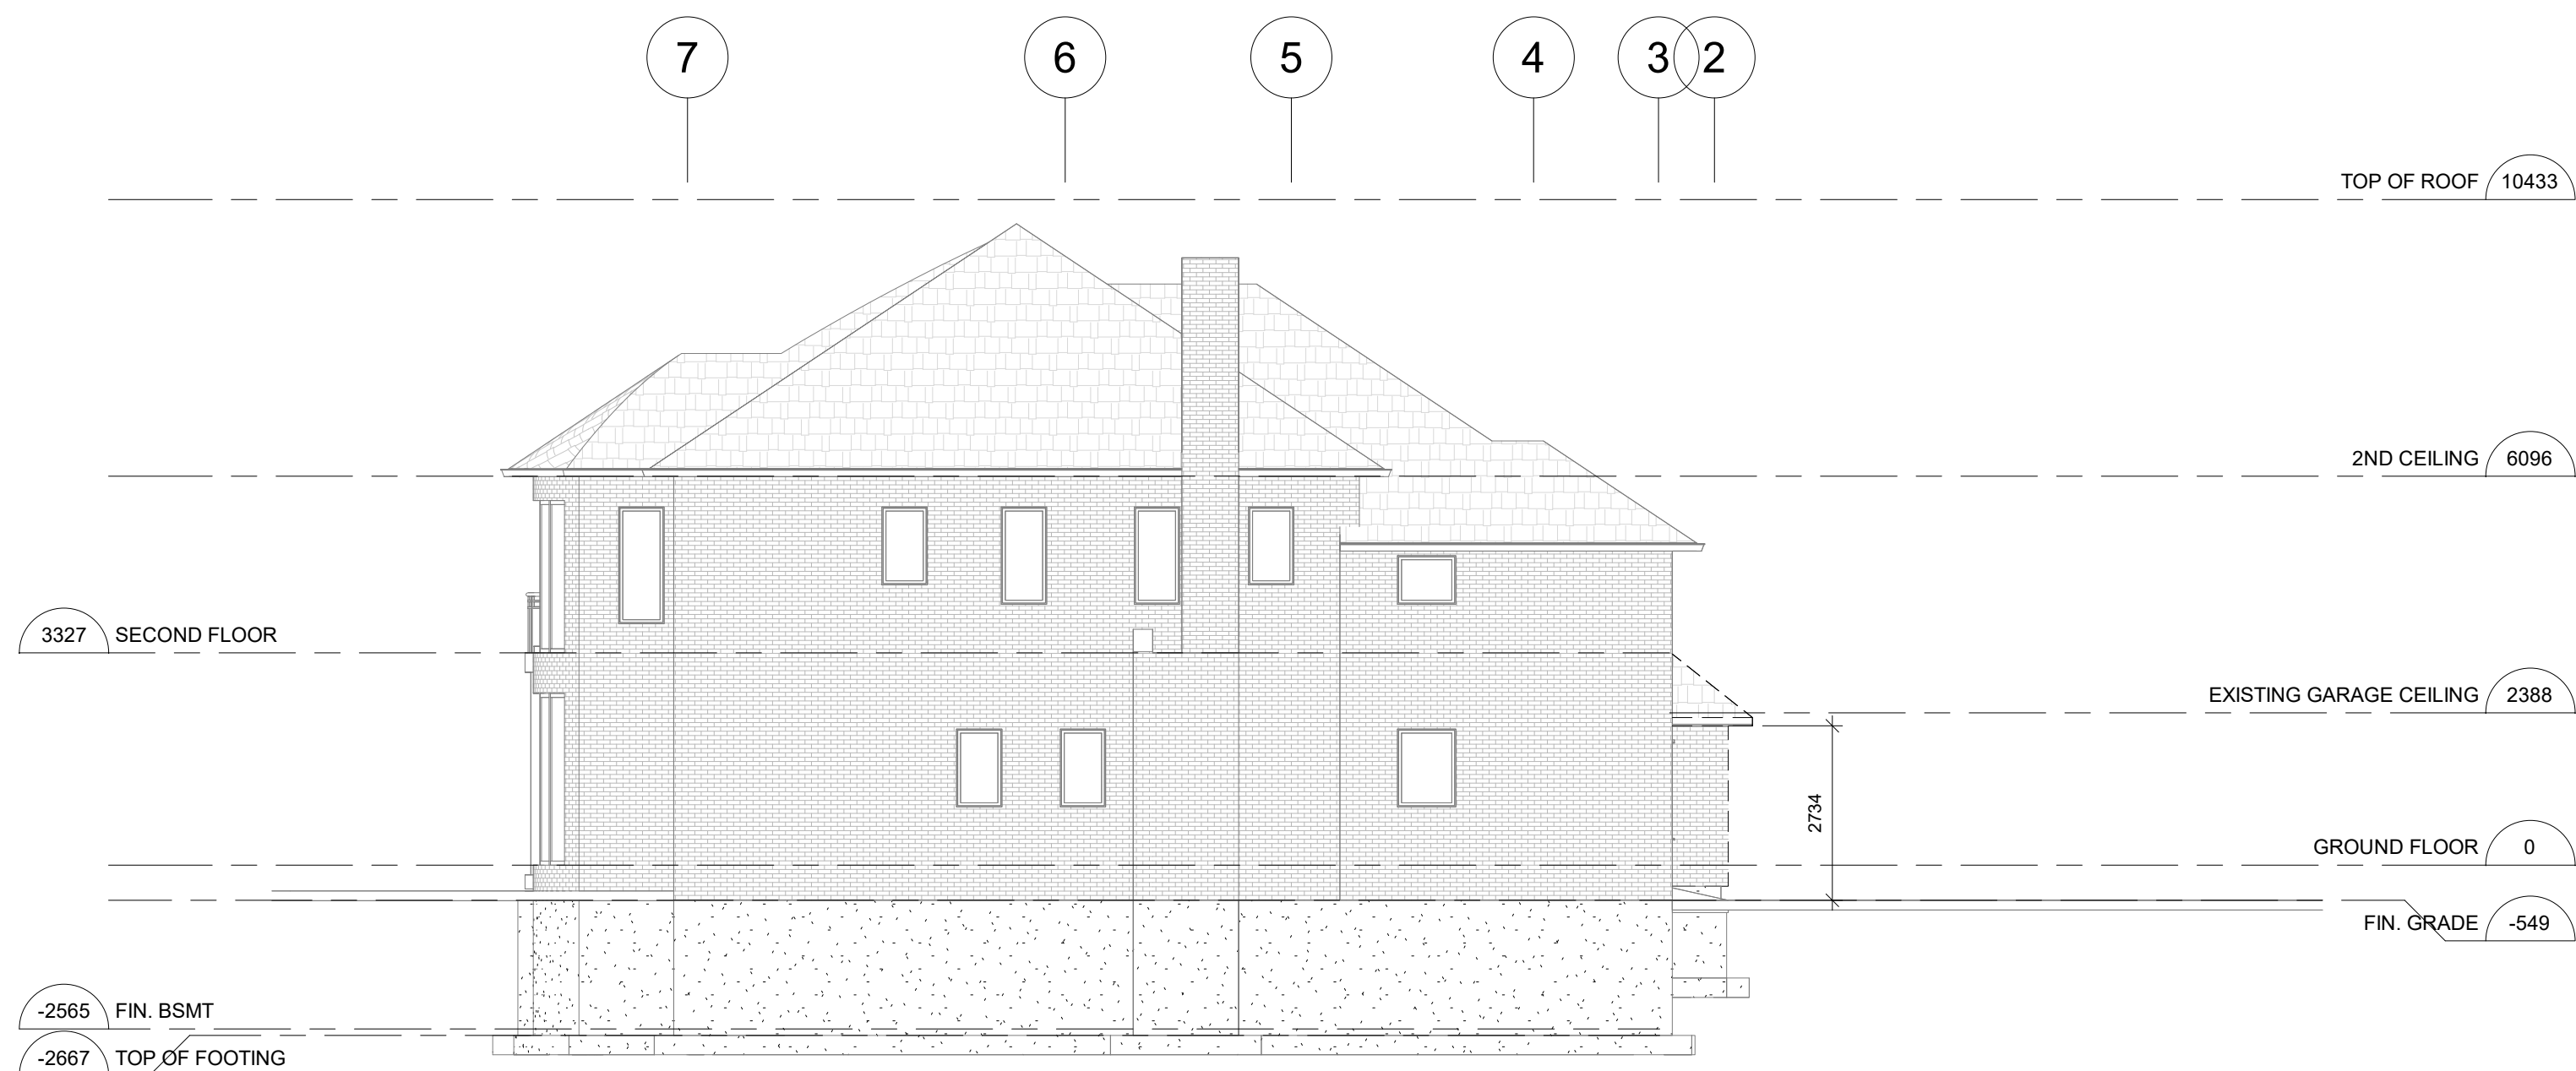 7 6 5 4 3 2
TOP OF ROOF 10433
2ND CEILING 6096
3327 SECOND FLOOR
EXISTING GARAGE CEILING 2388
2734
GROUND FLOOR 0
FIN. GRADE -549
-2565 FIN. BSMT
-2667 TOP OF FOOTING